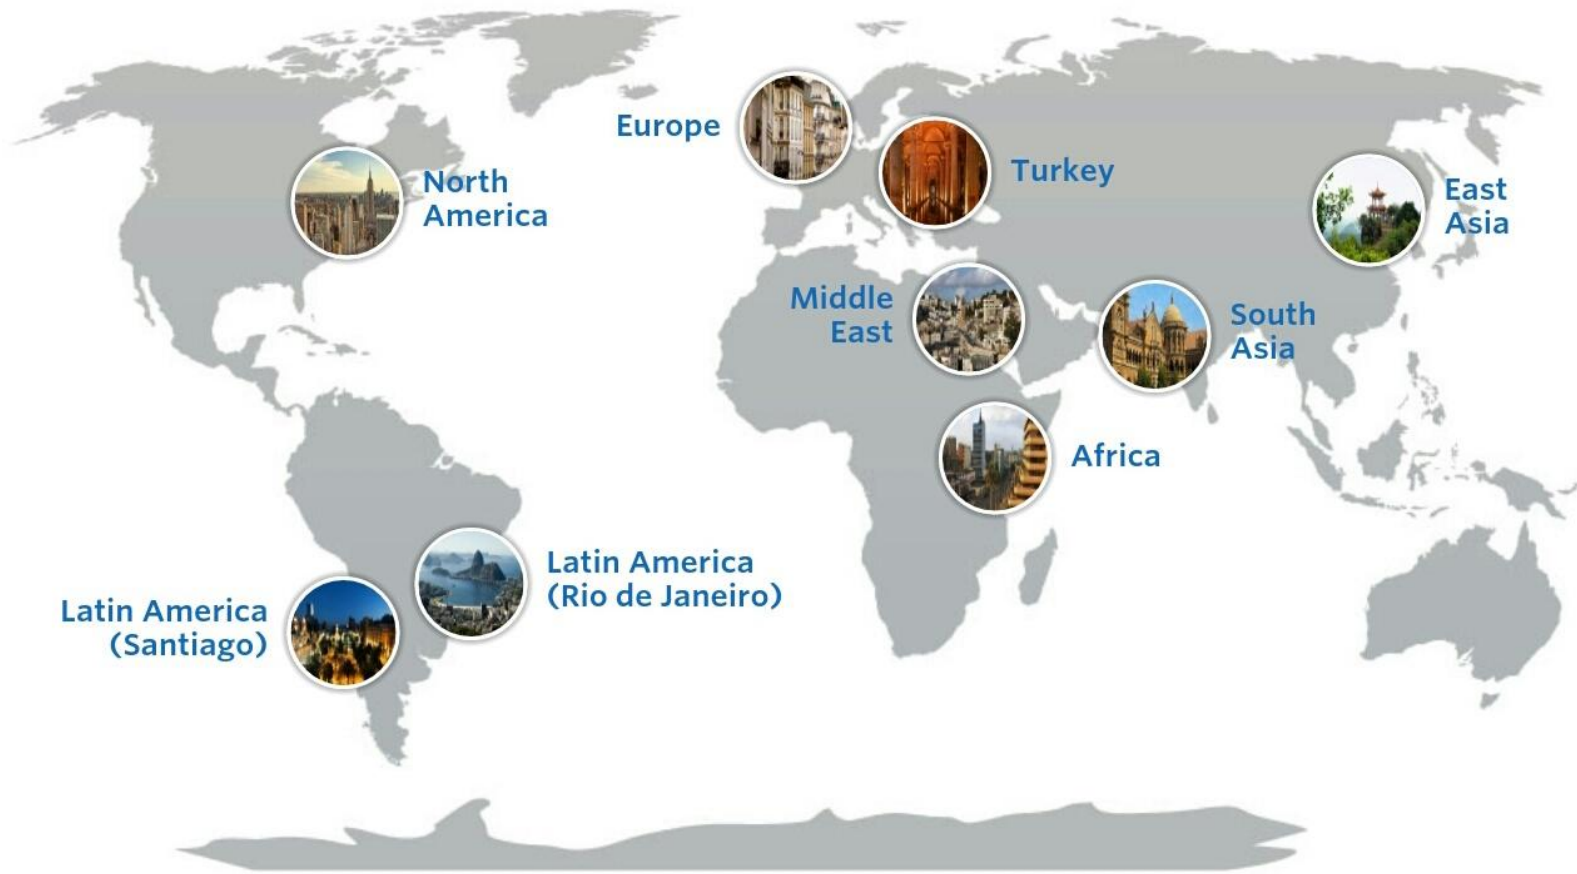 Europe
Turkey
North
America
East
Asia
Middle
East
South
Asia
Africa
Latin America
(Rio de Janeiro)
Latin America
(Santiago)